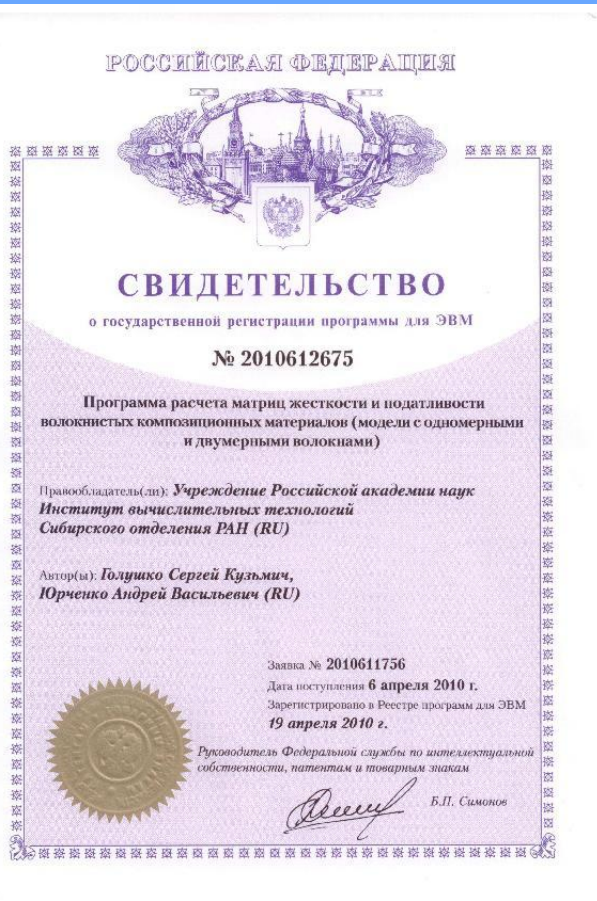 РОССИЙСКАЯ ФЕДЕРАЦИЯ
СВИДЕТЕЛЬСТВО
о государственной регистрации программы для ЭВМ
№ 2010612675
Программа расчета матриц жесткости и податливости
волокнистых композиционных материалов (модели с одномерными
и двумерными волокнами)
Правообладатель(ли): Учреждение Российской академии наук
Институт вычислительных технологий
Сибирского отделения РАН (RU)
Автор(ы): Голушко Сергей Кузьмич,
Юрченко Андрей Васильевич (RU)
Заявка № 2010611756
Дата поступления 6 апреля 2010 г.
Зарегистрировано в Реестре программ для ЭВМ
19 апреля 2010 г.
Руководитель Федеральной службы по интеллектуальной
собственности, патентам и товарным знакам
Б.П. Симонов